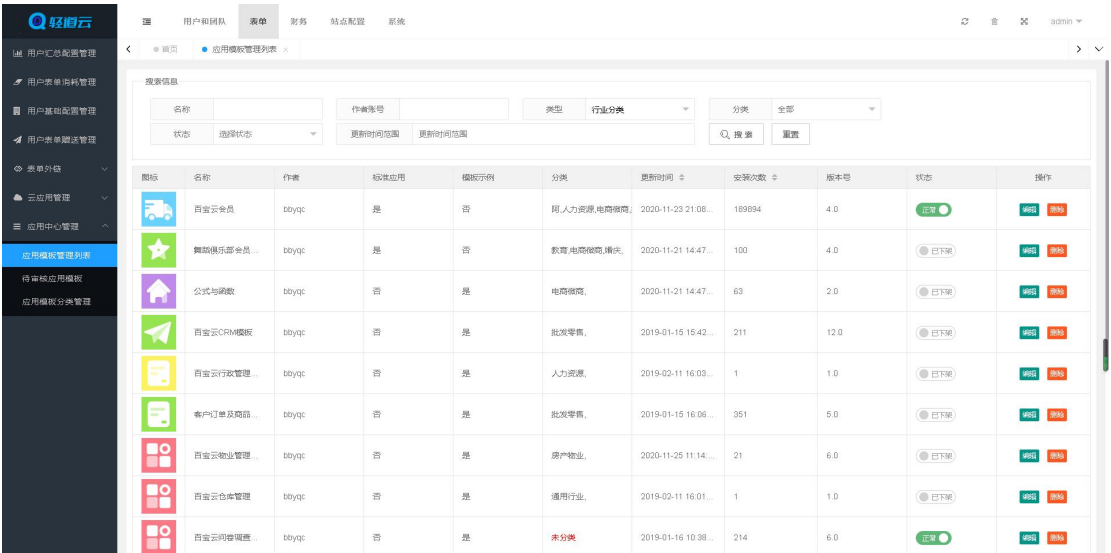 轻道云
用户和团队 表单 财务 站点配置 系统 admin
用户汇总配置管理
用户表单消耗管理
用户基础配置管理
用户表单赠送管理
表单外链
云应用管理
应用中心管理
应用模板管理列表
待审核应用模板
应用模板分类管理
首页 应用模板管理列表 ×
搜索信息
名称 作者账号 类型 行业分类 分类 全部
状态 选择状态 更新时间范围 更新时间范围 搜索 重置
图标 名称 作者 标准应用 模板示例 分类 更新时间 安装次数 版本号 状态 操作
百宝云会员 bbyqc 是 否 阿,人力资源,电商微商, 2020-11-23 21:08... 189894 4.0 正常 编辑 删除
舞蹈俱乐部会员... bbyqc 是 否 教育,电商微商,婚庆, 2020-11-21 14:47... 100 4.0 已下架 编辑 删除
公式与函数 bbyqc 否 是 电商微商, 2020-11-21 14:47... 63 2.0 已下架 编辑 删除
百宝云CRM模板 bbyqc 否 是 批发零售, 2019-01-15 15:42... 211 12.0 已下架 编辑 删除
百宝云行政管理... bbyqc 否 是 人力资源, 2019-02-11 16:03... 1 1.0 已下架 编辑 删除
客户订单及商品... bbyqc 否 是 批发零售, 2019-01-15 16:06... 351 5.0 已下架 编辑 删除
百宝云物业管理... bbyqc 否 是 房产物业, 2020-11-25 11:14:... 21 6.0 已下架 编辑 删除
百宝云仓库管理 bbyqc 否 是 通用行业, 2019-02-11 16:01... 1 1.0 已下架 编辑 删除
百宝云问卷调查... bbyqc 否 是 未分类 2019-01-16 10:38... 214 6.0 正常 编辑 删除